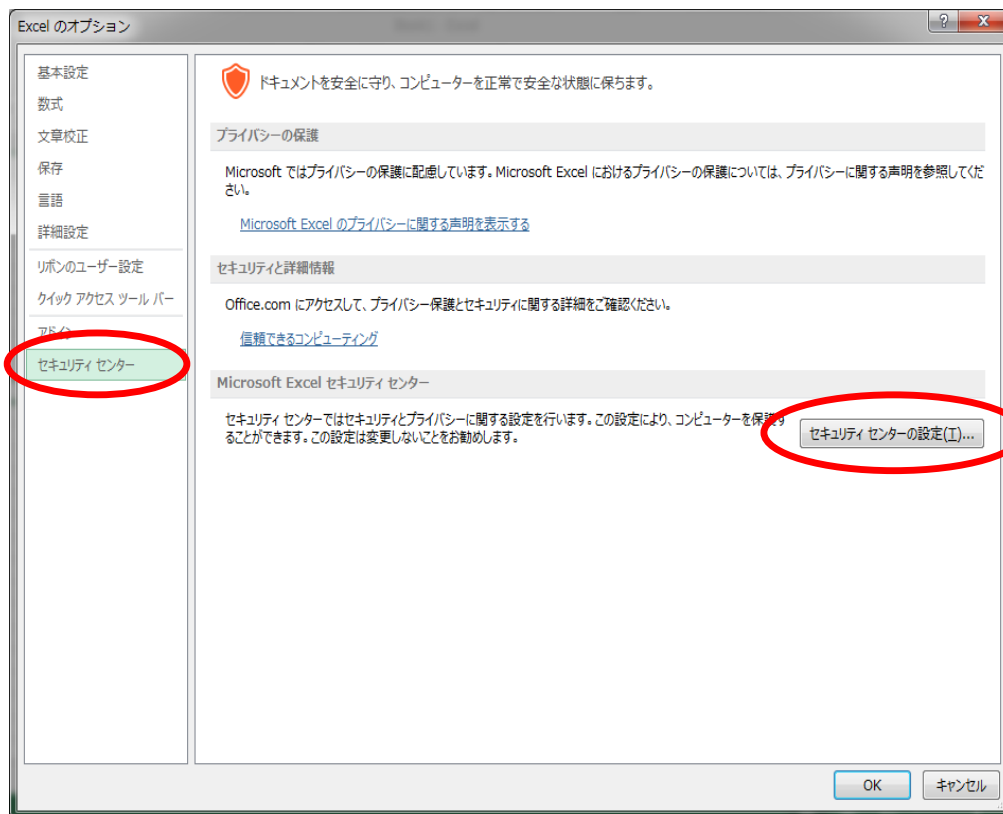 Excel のオプション
基本設定
数式
文章校正
保存
言語
詳細設定
リボンのユーザー設定
クイック アクセス ツール バー
アドイン
セキュリティ センター
ドキュメントを安全に守り、コンピューターを正常で安全な状態に保ちます。
プライバシーの保護
Microsoft ではプライバシーの保護に配慮しています。Microsoft Excel におけるプライバシーの保護については、プライバシーに関する声明を参照してくだ
さい。
Microsoft Excel のプライバシーに関する声明を表示する
セキュリティと詳細情報
Office.com にアクセスして、プライバシー保護とセキュリティに関する詳細をご確認ください。
信頼できるコンピューティング
Microsoft Excel セキュリティ センター
セキュリティ センターではセキュリティとプライバシーに関する設定を行います。この設定により、コンピューターを保護す
ることができます。この設定は変更しないことをお勧めします。
セキュリティ センターの設定(T)...
OK
キャンセル